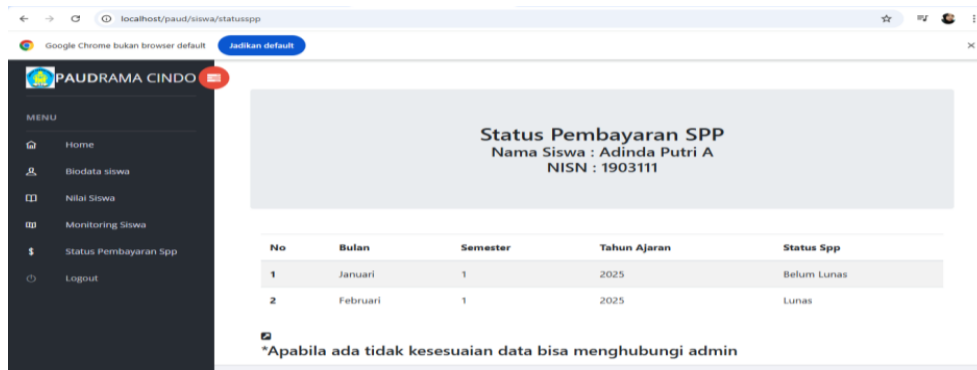 localhost/paud/siswa/statusspp
Google Chrome bukan browser default Jadikan default
PAUDRAMA CINDO
MENU
Home
Biodata siswa
Nilai Siswa
Monitoring Siswa
Status Pembayaran Spp
Logout
Status Pembayaran SPP
Nama Siswa : Adinda Putri A
NISN : 1903111
No Bulan Semester Tahun Ajaran Status Spp
1 Januari 1 2025 Belum Lunas
2 Februari 1 2025 Lunas
*Apabila ada tidak kesesuaian data bisa menghubungi admin